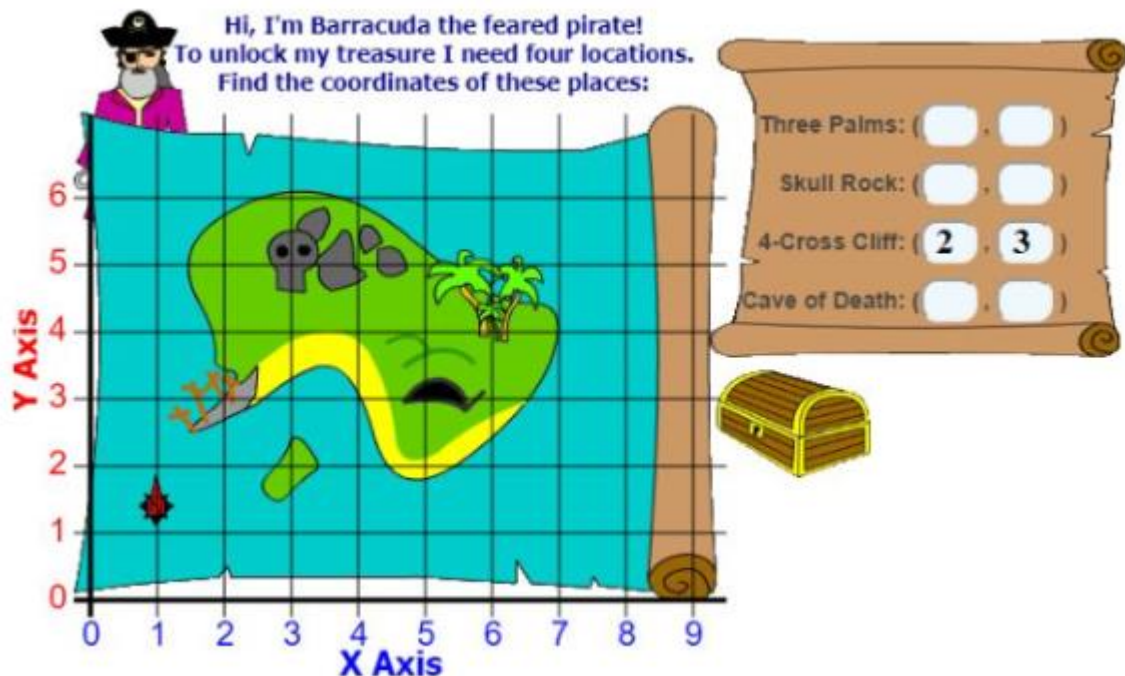 Hi, I'm Barracuda the feared pirate!
To unlock my treasure I need four locations.
Find the coordinates of these places:
Three Palms: ( , )
Skull Rock: ( , )
4-Cross Cliff: ( 2 , 3 )
Cave of Death: ( , )
Y Axis
6
5
4
3
2
1
0
0 1 2 3 4 5 6 7 8 9
X Axis